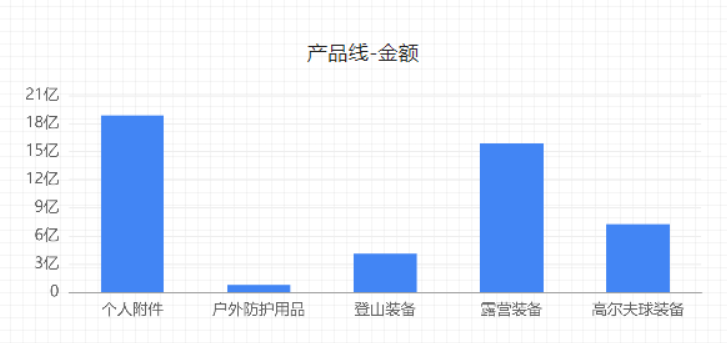 产品线-金额
21亿
18亿
15亿
12亿
9亿
6亿
3亿
0
个人附件 户外防护用品 登山装备 露营装备 高尔夫球装备